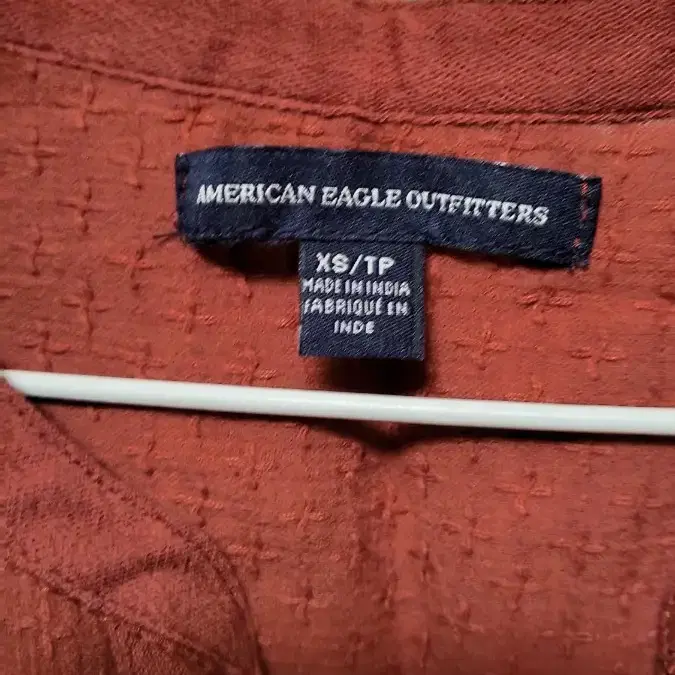 AMERICAN EAGLE OUTFITTERS
XS/TP
MADE IN INDIA
FABRIQUÉ EN
INDE